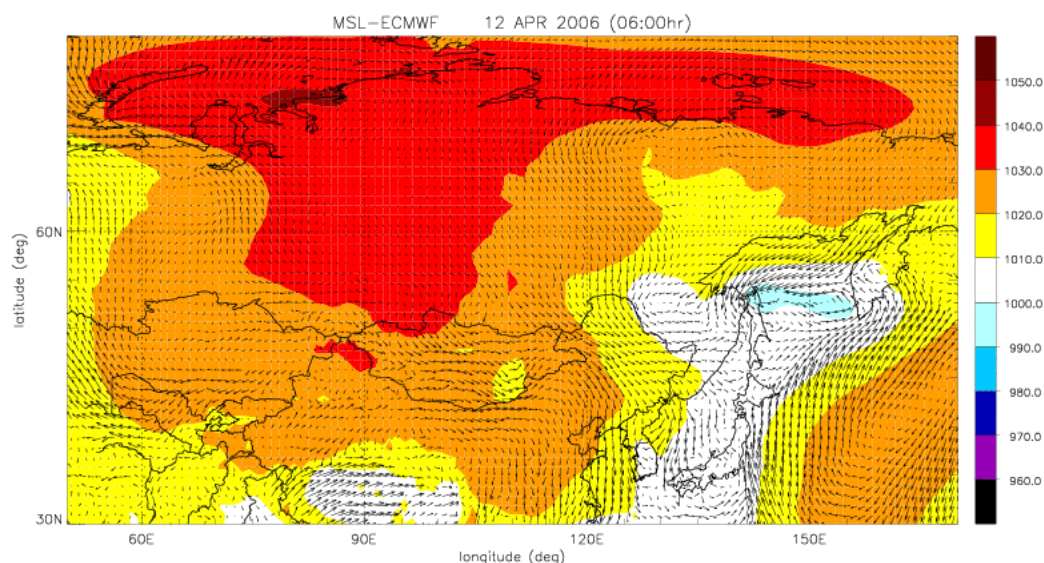 MSL-ECMWF 12 APR 2006 (06:00hr)
1050.0
1040.0
1030.0
1020.0
1010.0
1000.0
990.0
980.0
970.0
960.0
latitude (deg)
60N
30N
60E 90E 120E 150E
longitude (deg)